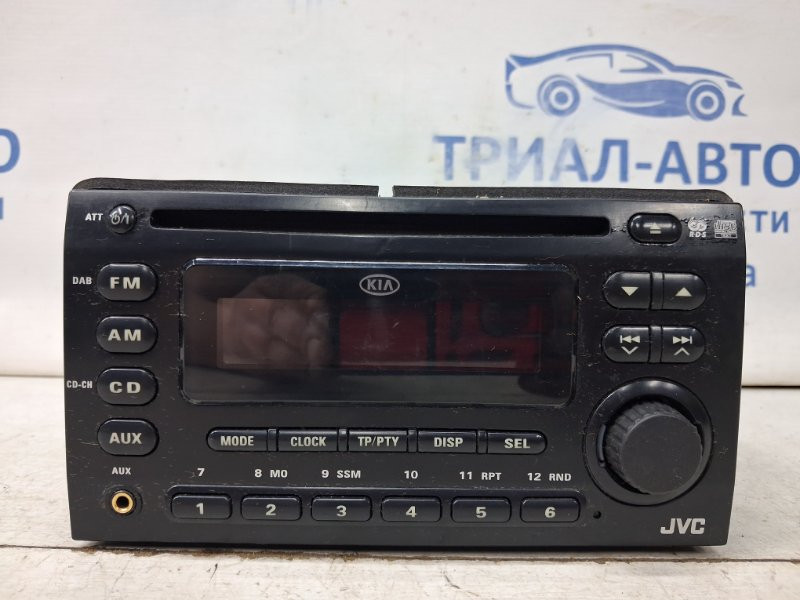 ТРИАЛ-АВТО
ти
а
ATT
R·D·S
DAB FM
KIA
AM
CD-CH CD
AUX
MODE CLOCK TP/PTY DISP SEL
AUX
7 8 MO 9 SSM 10 11 RPT 12 RND
1 2 3 4 5 6
JVC